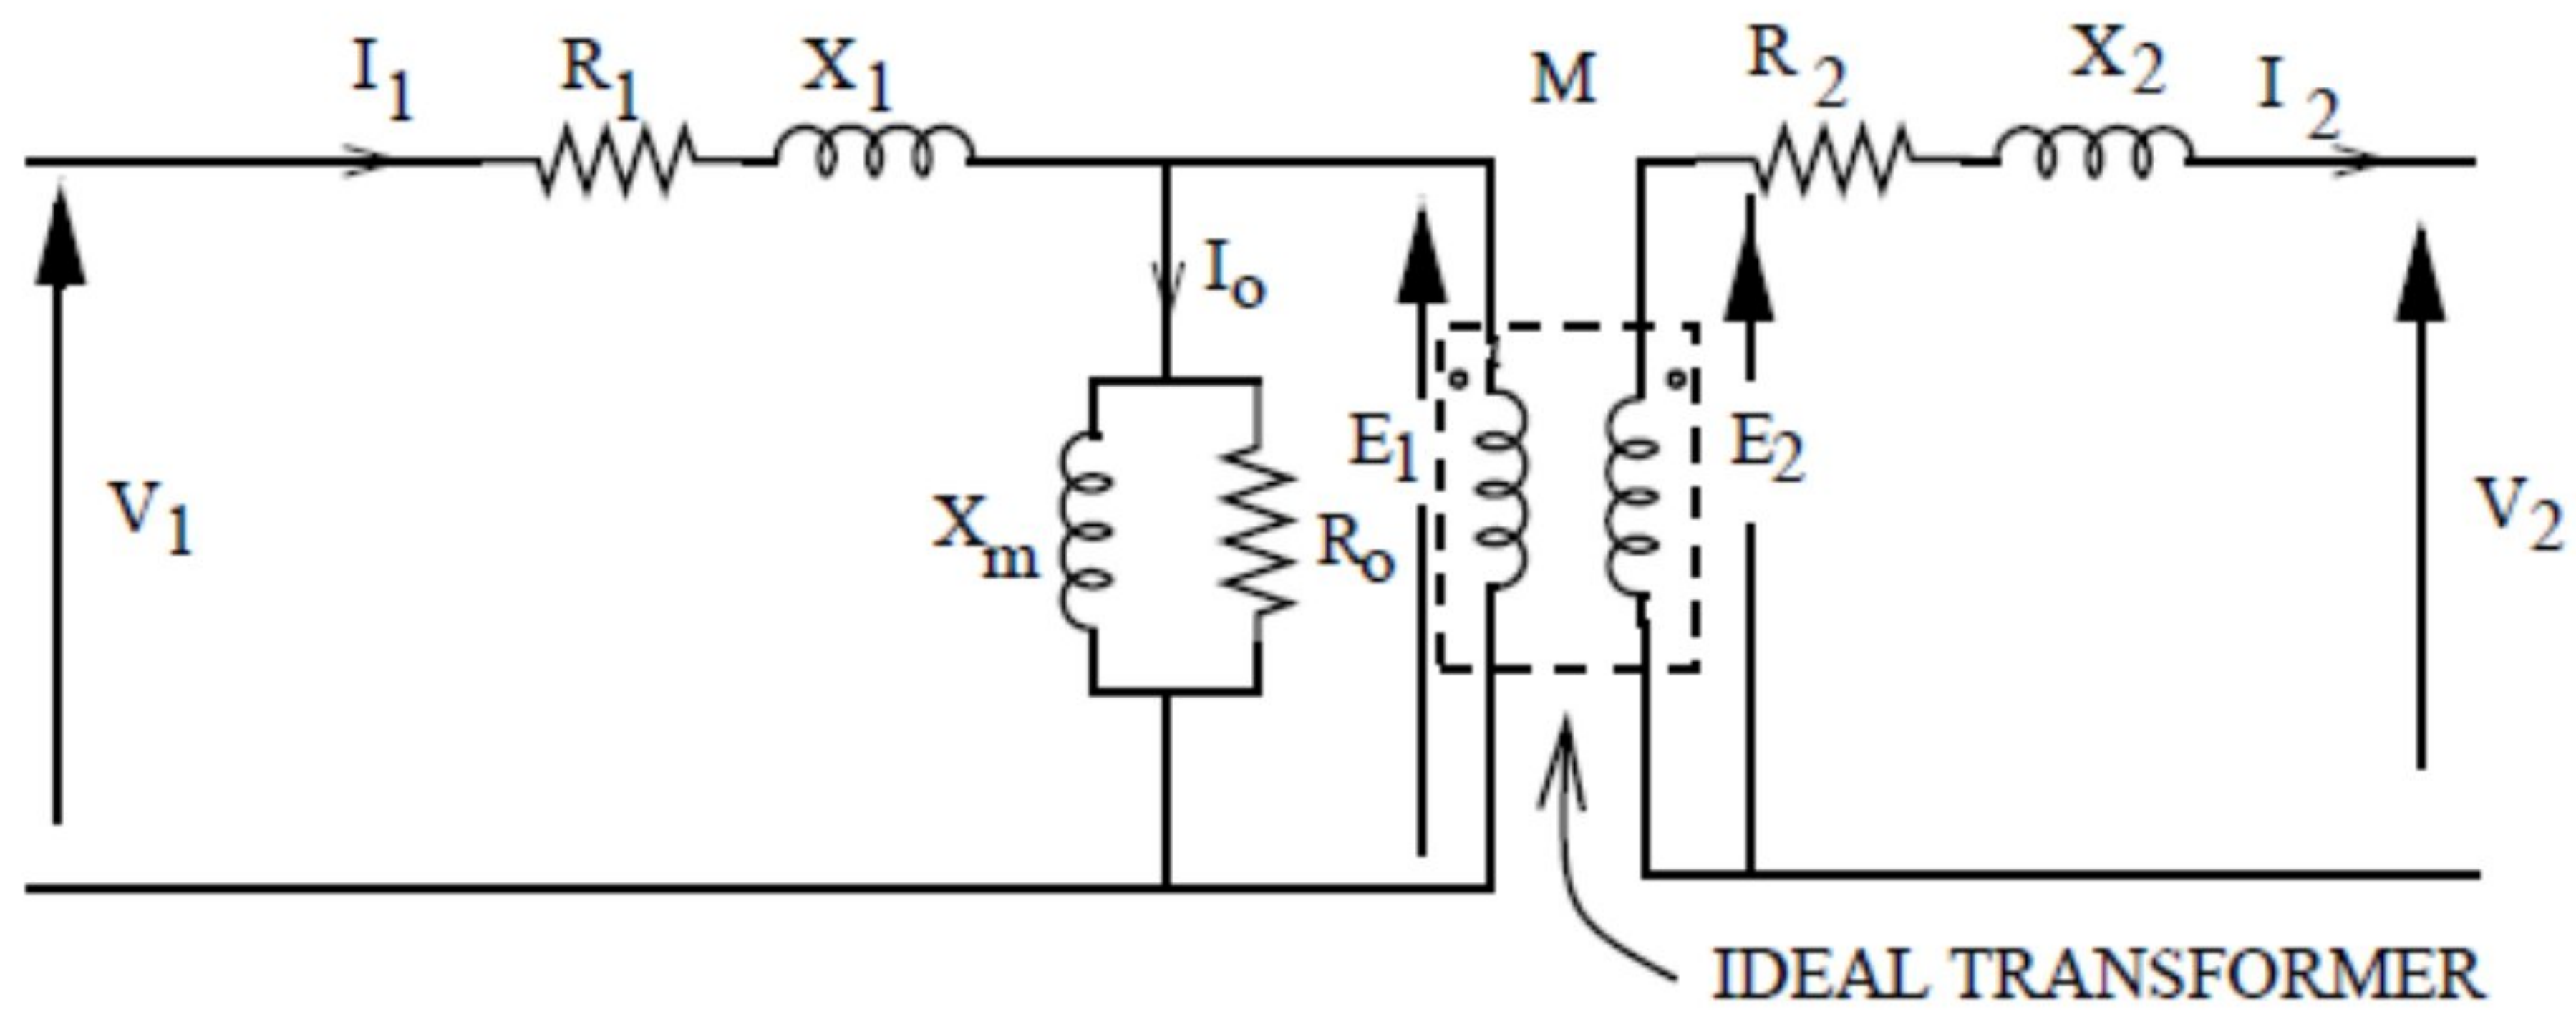 I1
R1
X1
M
R2
X2
I2
Io
E1
E2
V1
Xm
Ro
V2
IDEAL TRANSFORMER